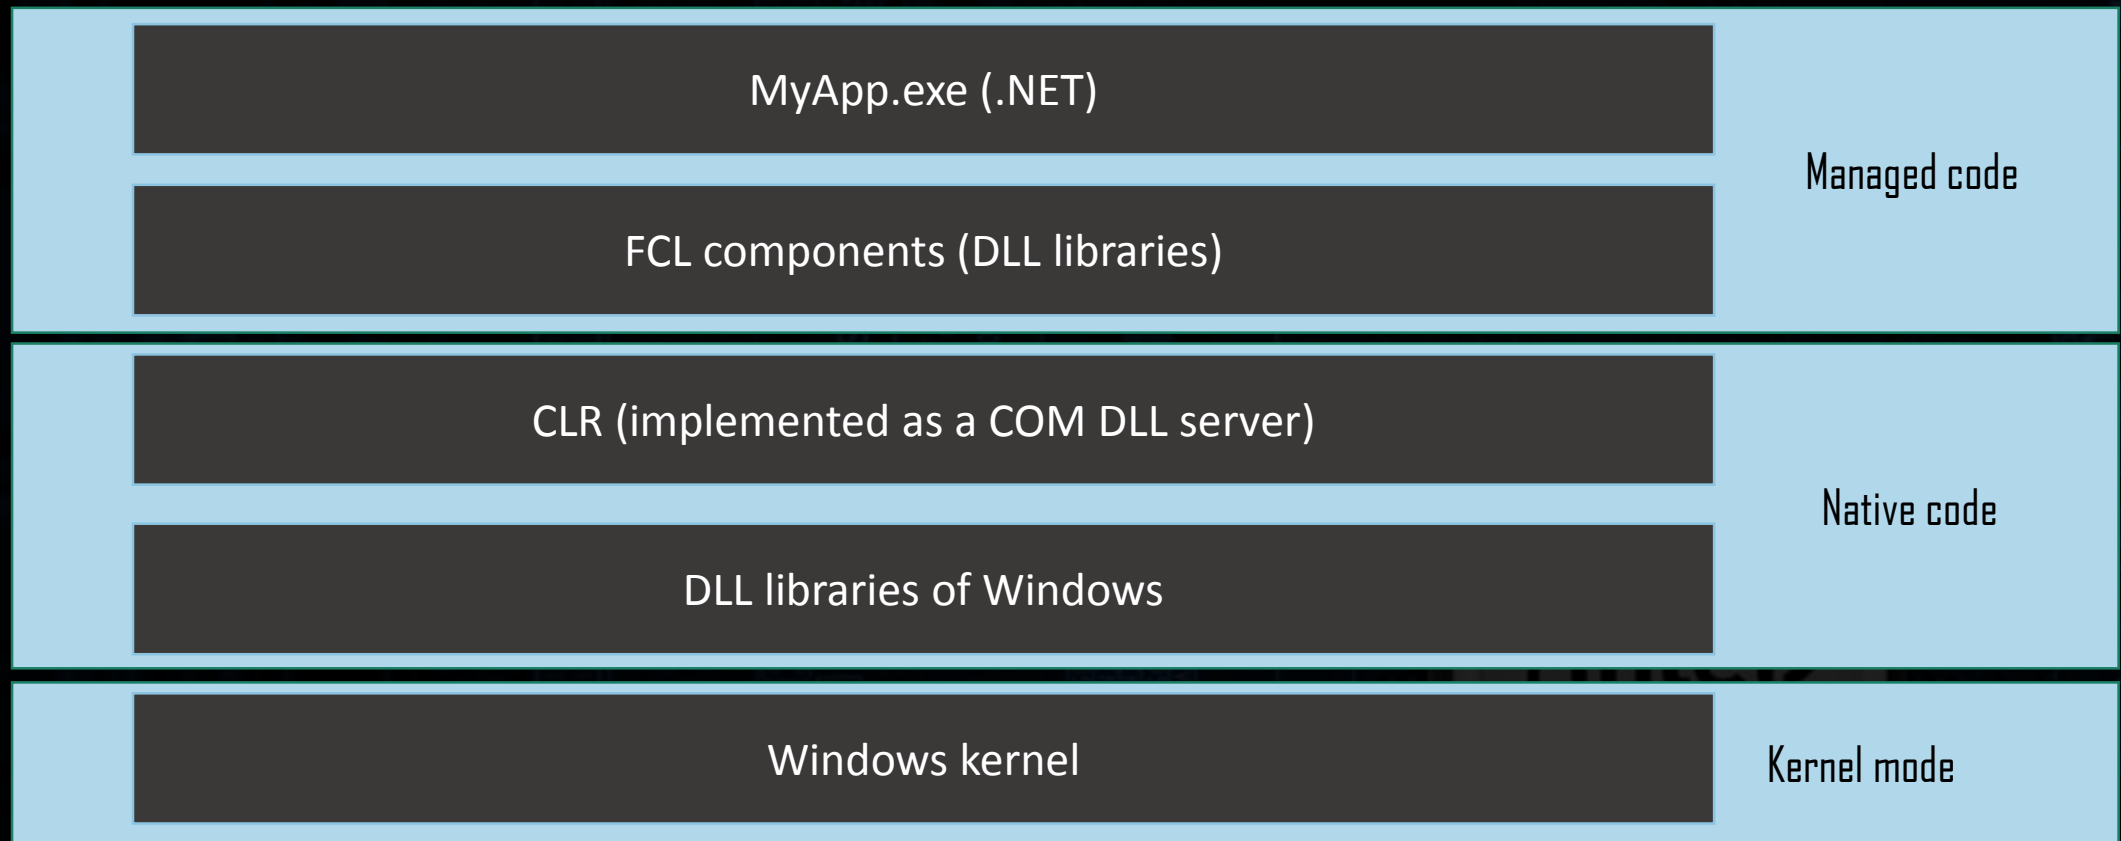 MyApp.exe (.NET)
Managed code
FCL components (DLL libraries)
CLR (implemented as a COM DLL server)
Native code
DLL libraries of Windows
Windows kernel
Kernel mode